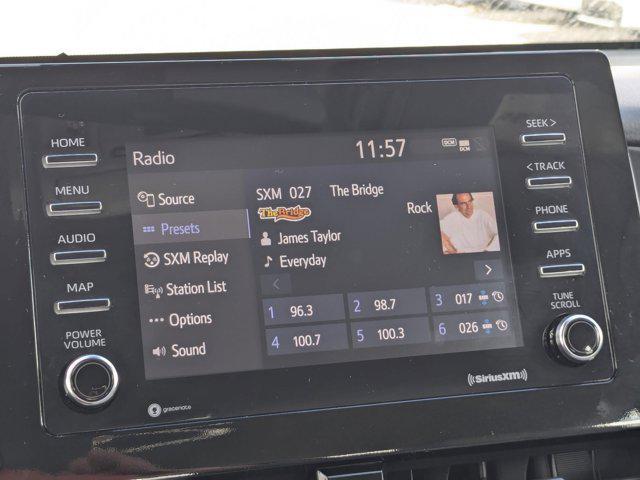 HOME
MENU
AUDIO
MAP
POWER
VOLUME
Radio
11:57
DCM
DCM
Source
Presets
SXM Replay
Station List
Options
Sound
SXM 027 The Bridge
The Bridge
Rock
James Taylor
Everyday
1 96.3
2 98.7
3 017
4 100.7
5 100.3
6 026
SEEK >
< TRACK
PHONE
APPS
TUNE
SCROLL
gracenote
((SiriusXM))